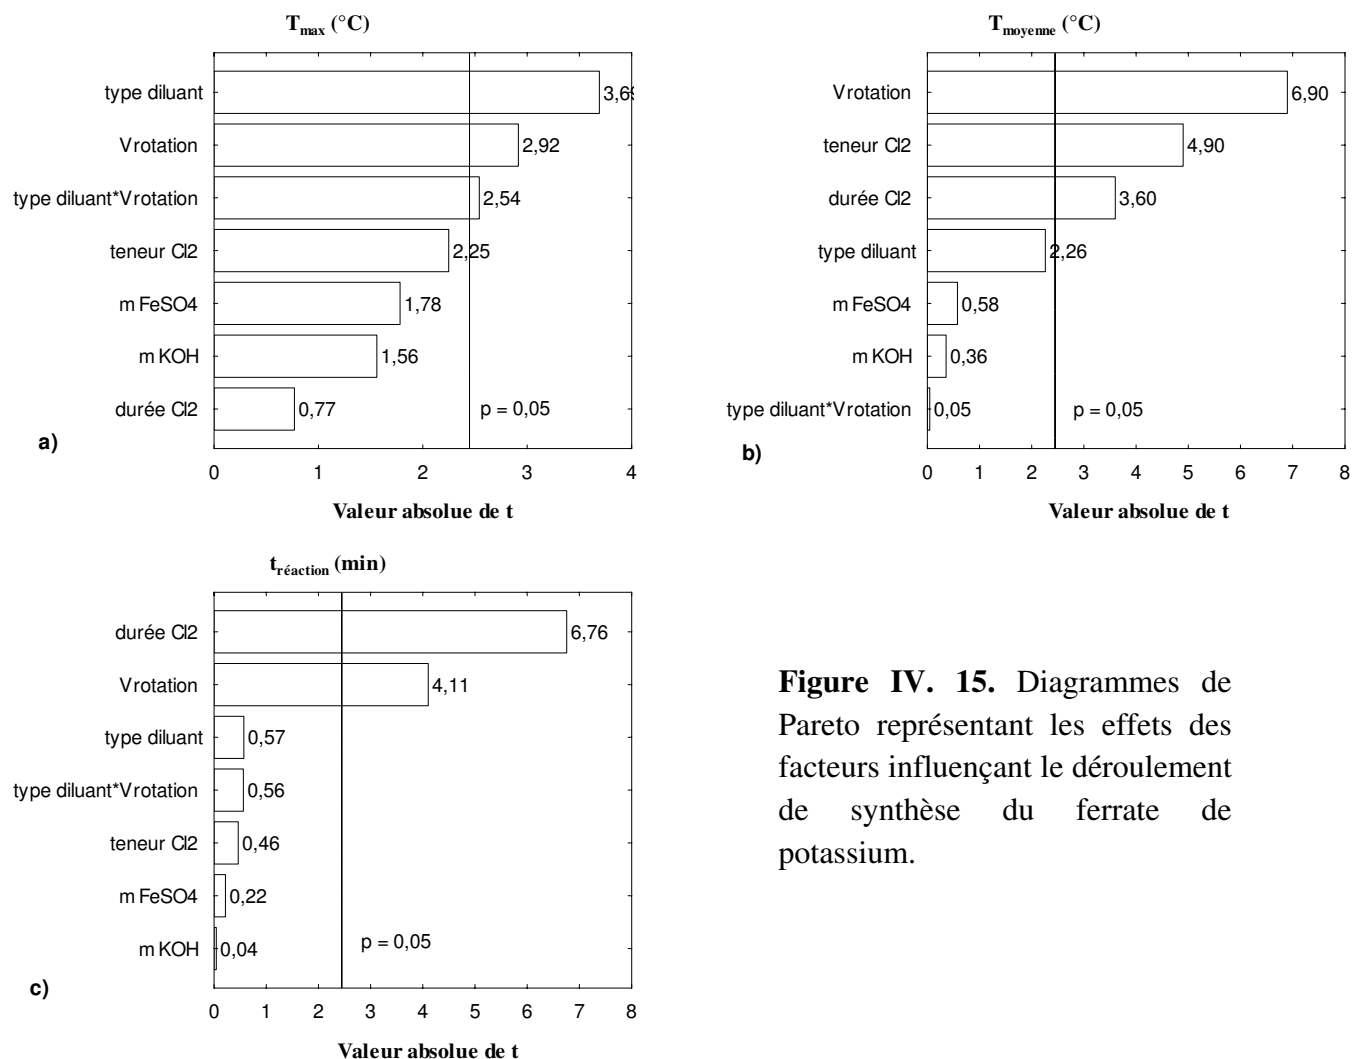 T max (°C)
type diluant 3,69
Vrotation 2,92
type diluant*Vrotation 2,54
teneur Cl2 2,25
m FeSO4 1,78
m KOH 1,56
durée Cl2 0,77 p = 0,05
a)
0 1 2 3 4
Valeur absolue de t
T moyenne (°C)
Vrotation 6,90
teneur Cl2 4,90
durée Cl2 3,60
type diluant 2,26
m FeSO4 0,58
m KOH 0,36
type diluant*Vrotation 0,05 p = 0,05
b)
0 1 2 3 4 5 6 7 8
Valeur absolue de t
t réaction (min)
durée Cl2 6,76
Vrotation 4,11
type diluant 0,57
type diluant*Vrotation 0,56
teneur Cl2 0,46
m FeSO4 0,22
m KOH 0,04 p = 0,05
c)
0 1 2 3 4 5 6 7 8
Valeur absolue de t
Figure IV. 15. Diagrammes de
Pareto représentant les effets des
facteurs influençant le déroulement
de synthèse du ferrate de
potassium.